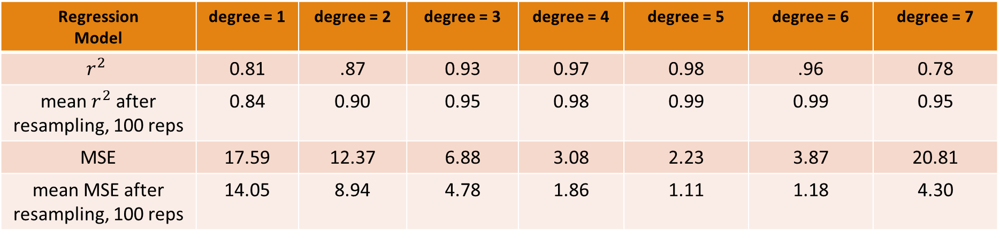 Regression Model degree = 1 degree = 2 degree = 3 degree = 4 degree = 5 degree = 6 degree = 7
r² 0.81 .87 0.93 0.97 0.98 .96 0.78
mean r² after resampling, 100 reps 0.84 0.90 0.95 0.98 0.99 0.99 0.95
MSE 17.59 12.37 6.88 3.08 2.23 3.87 20.81
mean MSE after resampling, 100 reps 14.05 8.94 4.78 1.86 1.11 1.18 4.30